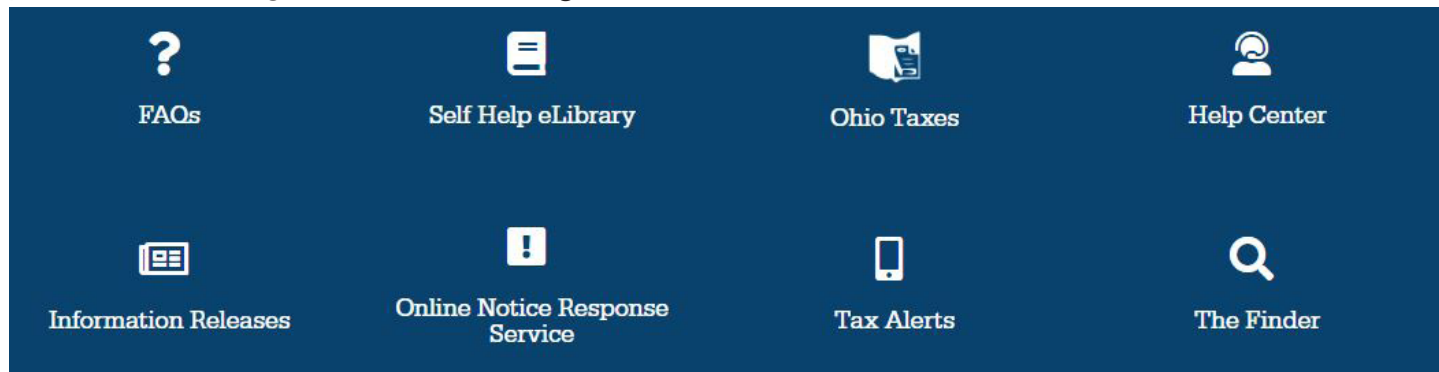 FAQs
Self Help eLibrary
Ohio Taxes
Help Center
Information Releases
Online Notice Response
Service
Tax Alerts
The Finder